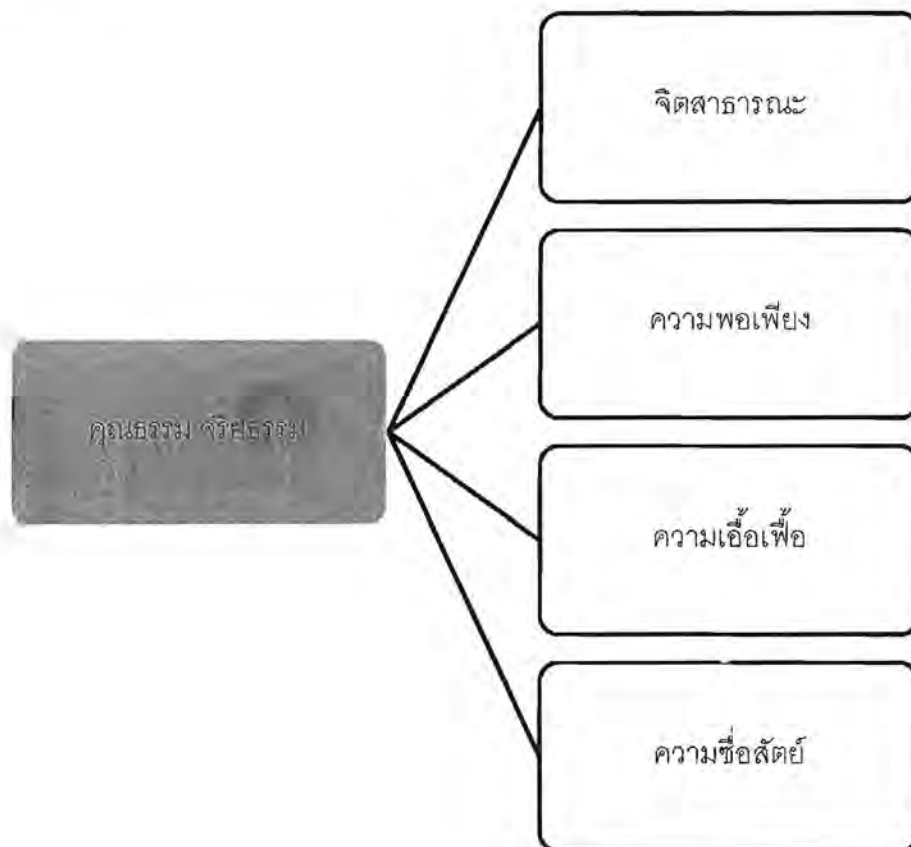 จิตสาธารณะ
ความพอเพียง
คุณธรรม จริยธรรม
ความเอื้อเฟื้อ
ความซื่อสัตย์